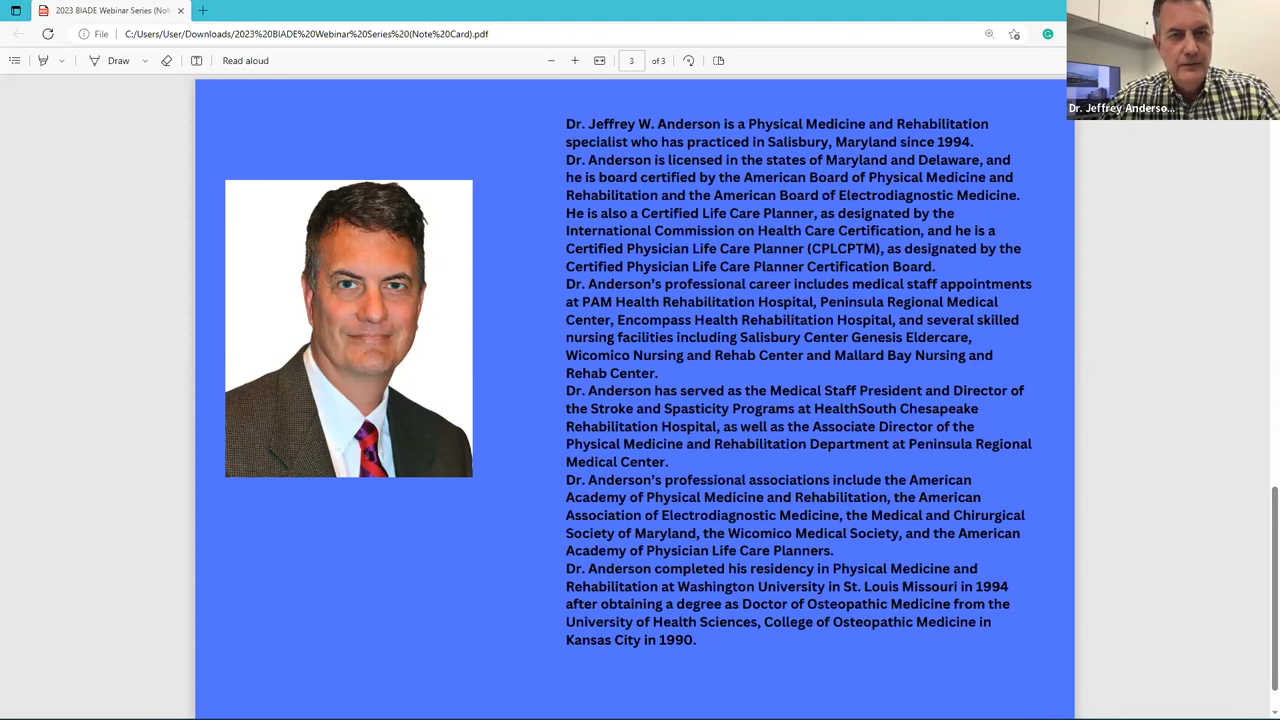 2023 BIADE Webinar Series (Note
File
C:/Users/User/Downloads/2023%20BIADE%20Webinar%20Series%20(Note%20Card).pdf
Draw
Read aloud
3 of 3
Dr. Jeffrey Anderso...
Dr. Jeffrey W. Anderson is a Physical Medicine and Rehabilitation
specialist who has practiced in Salisbury, Maryland since 1994.
Dr. Anderson is licensed in the states of Maryland and Delaware, and
he is board certified by the American Board of Physical Medicine and
Rehabilitation and the American Board of Electrodiagnostic Medicine.
He is also a Certified Life Care Planner, as designated by the
International Commission on Health Care Certification, and he is a
Certified Physician Life Care Planner (CPLCPTM), as designated by the
Certified Physician Life Care Planner Certification Board.
Dr. Anderson’s professional career includes medical staff appointments
at PAM Health Rehabilitation Hospital, Peninsula Regional Medical
Center, Encompass Health Rehabilitation Hospital, and several skilled
nursing facilities including Salisbury Center Genesis Eldercare,
Wicomico Nursing and Rehab Center and Mallard Bay Nursing and
Rehab Center.
Dr. Anderson has served as the Medical Staff President and Director of
the Stroke and Spasticity Programs at HealthSouth Chesapeake
Rehabilitation Hospital, as well as the Associate Director of the
Physical Medicine and Rehabilitation Department at Peninsula Regional
Medical Center.
Dr. Anderson’s professional associations include the American
Academy of Physical Medicine and Rehabilitation, the American
Association of Electrodiagnostic Medicine, the Medical and Chirurgical
Society of Maryland, the Wicomico Medical Society, and the American
Academy of Physician Life Care Planners.
Dr. Anderson completed his residency in Physical Medicine and
Rehabilitation at Washington University in St. Louis Missouri in 1994
after obtaining a degree as Doctor of Osteopathic Medicine from the
University of Health Sciences, College of Osteopathic Medicine in
Kansas City in 1990.